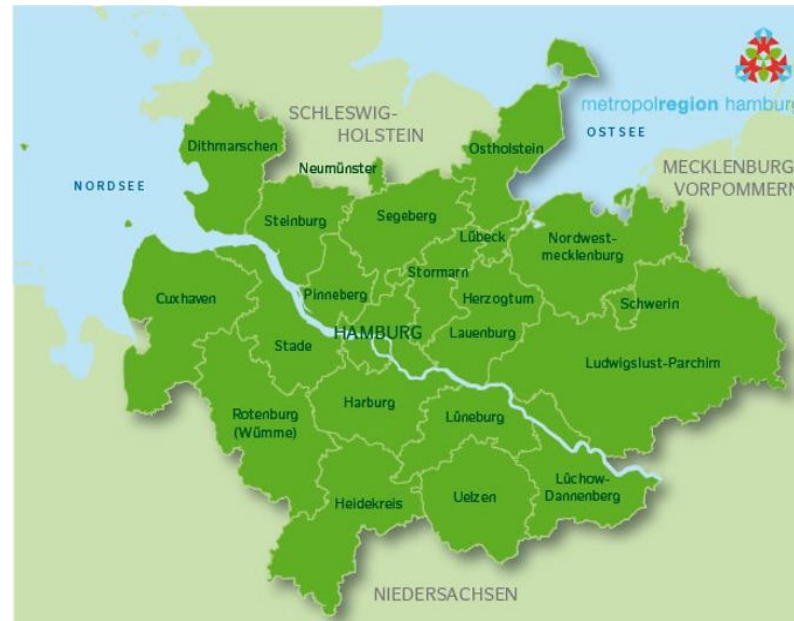 SCHLESWIG-
HOLSTEIN
metropolregion hamburg
OSTSEE
MECKLENBURG-
VORPOMMERN
NORDSEE
Dithmarschen
Neumünster
Ostholstein
Steinburg
Segeberg
Lübeck
Nordwest-
mecklenburg
Stormarn
Cuxhaven
Pinneberg
Herzogtum
Lauenburg
Schwerin
HAMBURG
Stade
Ludwigslust-Parchim
Harburg
Rotenburg
(Wümme)
Lüneburg
Heidekreis
Uelzen
Lüchow-
Dannenberg
NIEDERSACHSEN